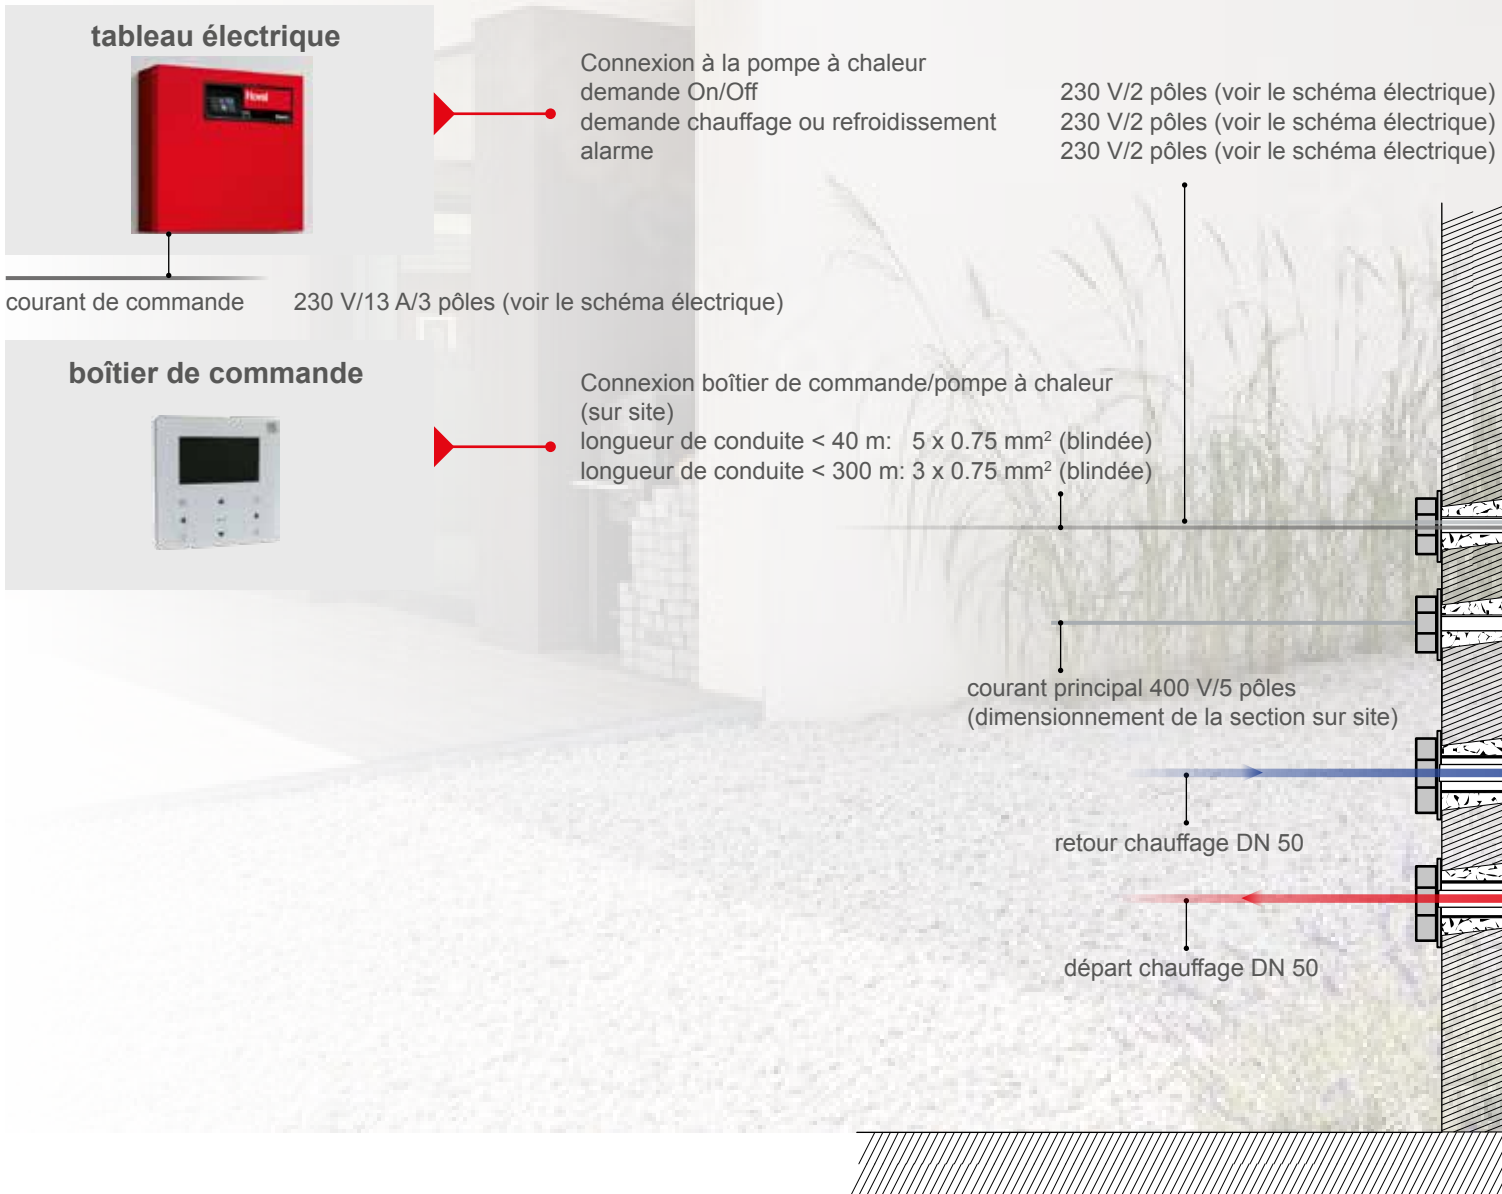 tableau électrique
Hoval
Connexion à la pompe à chaleur
demande On/Off 230 V/2 pôles (voir le schéma électrique)
demande chauffage ou refroidissement 230 V/2 pôles (voir le schéma électrique)
alarme 230 V/2 pôles (voir le schéma électrique)
courant de commande 230 V/13 A/3 pôles (voir le schéma électrique)
boîtier de commande
Connexion boîtier de commande/pompe à chaleur
(sur site)
longueur de conduite < 40 m: 5 x 0.75 mm² (blindée)
longueur de conduite < 300 m: 3 x 0.75 mm² (blindée)
courant principal 400 V/5 pôles
(dimensionnement de la section sur site)
retour chauffage DN 50
départ chauffage DN 50